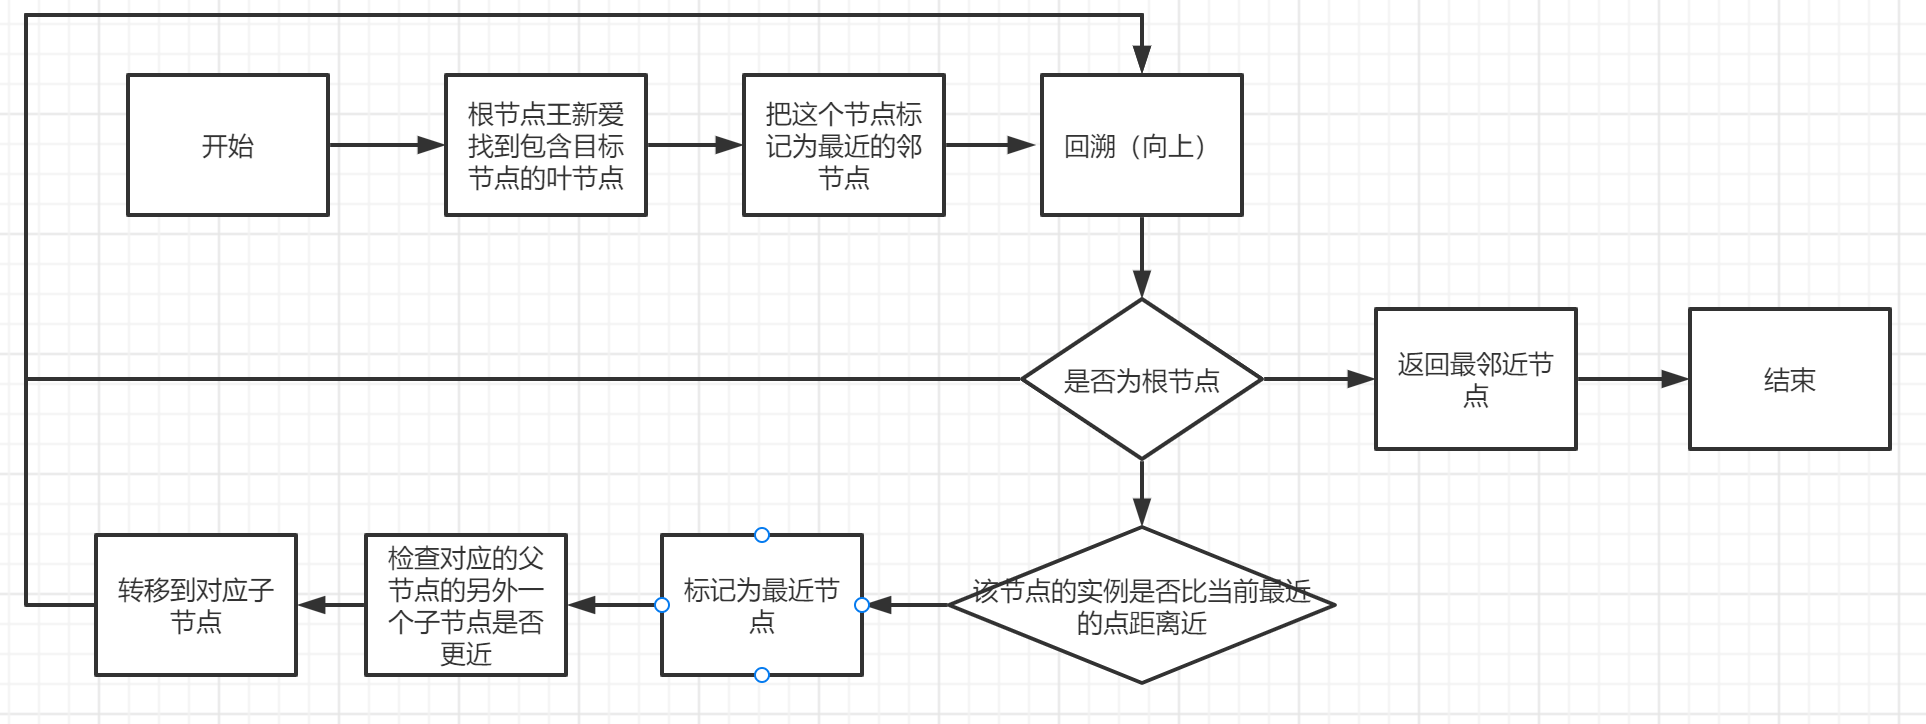 开始
根节点王新爱
找到包含目标
节点的叶节点
把这个节点标
记为最近的邻
节点
回溯（向上）
是否为根节点
返回最邻近节
点
结束
转移到对应子
节点
检查对应的父
节点的另外一
个子节点是否
更近
标记为最近节
点
该节点的实例是否比当前最近
的点距离近